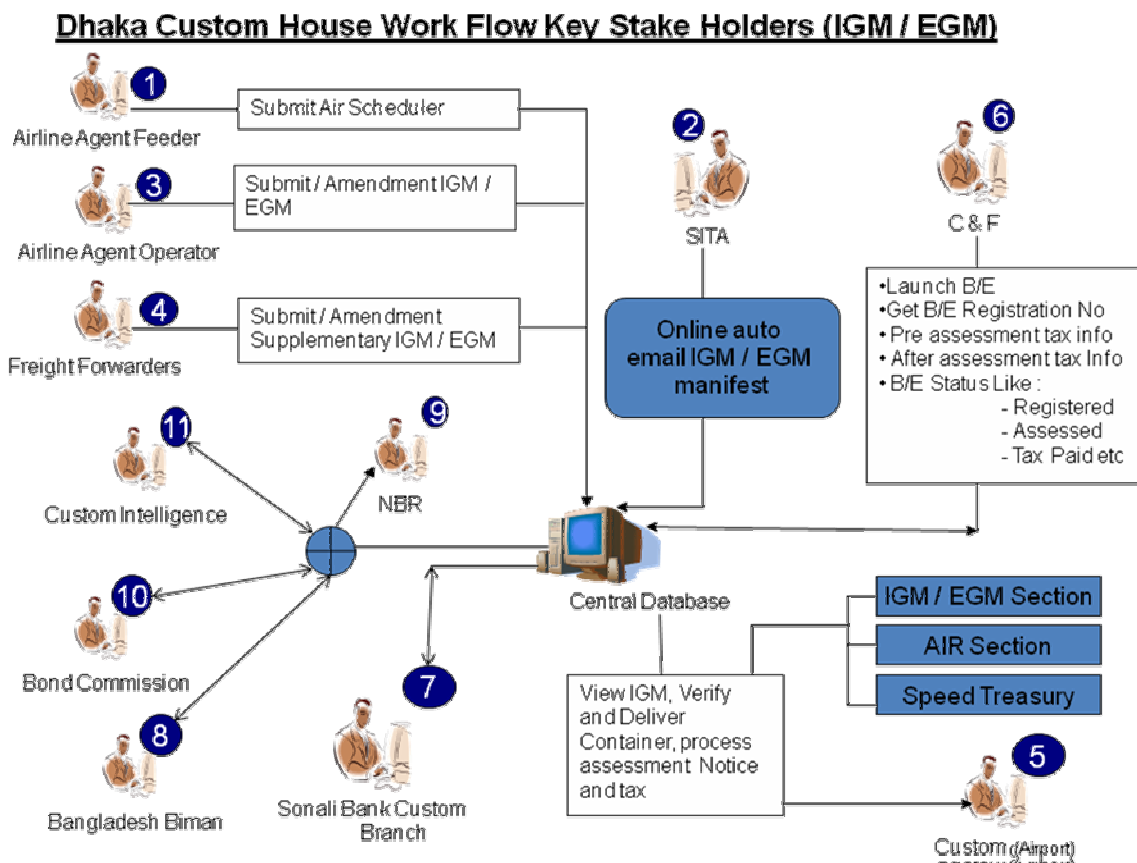 Dhaka Custom House Work Flow Key Stake Holders (IGM / EGM)
1
Airline Agent Feeder
Submit Air Scheduler
3
Airline Agent Operator
Submit / Amendment IGM /
EGM
4
Freight Forwarders
Submit / Amendment
Supplementary IGM / EGM
2
SITA
Online auto
email IGM / EGM
manifest
6
C & F
•Launch B/E
•Get B/E Registration No
• Pre assessment tax info
• After assessment tax Info
• B/E Status Like :
- Registered
- Assessed
- Tax Paid etc
11
Custom Intelligence
9
NBR
10
Bond Commission
8
Bangladesh Biman
7
Sonali Bank Custom
Branch
Central Database
View IGM, Verify
and Deliver
Container, process
assessment Notice
and tax
IGM / EGM Section
AIR Section
Speed Treasury
5
Custom (Airport)